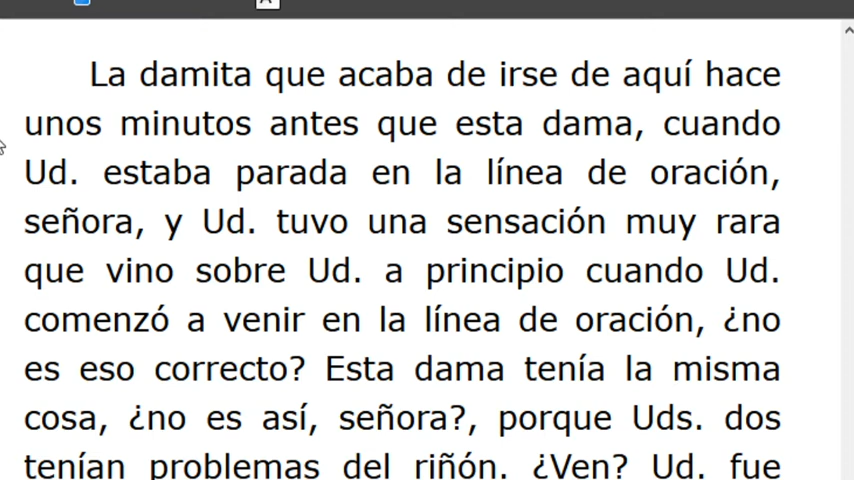 La damita que acaba de irse de aquí hace
unos minutos antes que esta dama, cuando
Ud. estaba parada en la línea de oración,
señora, y Ud. tuvo una sensación muy rara
que vino sobre Ud. a principio cuando Ud.
comenzó a venir en la línea de oración, ¿no
es eso correcto? Esta dama tenía la misma
cosa, ¿no es así, señora?, porque Uds. dos
tenían problemas del riñón. ¿Ven? Ud. fue